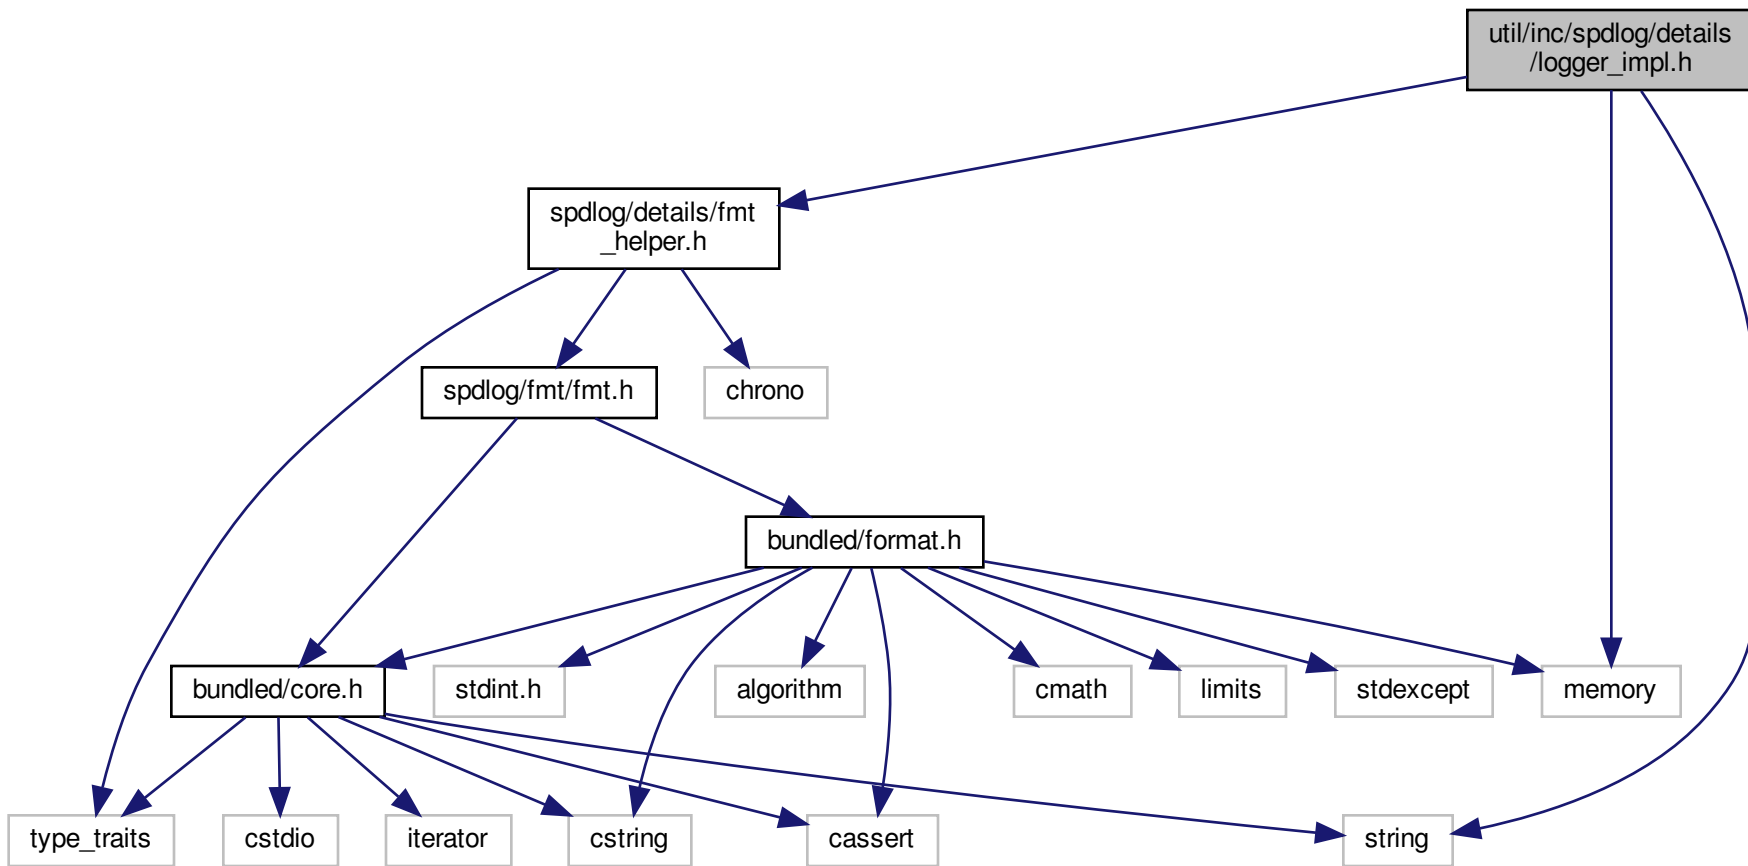 util/inc/spdlog/details
/logger_impl.h
spdlog/details/fmt
_helper.h
spdlog/fmt/fmt.h
chrono
bundled/format.h
bundled/core.h
stdint.h
algorithm
cmath
limits
stdexcept
memory
type_traits
cstdio
iterator
cstring
cassert
string